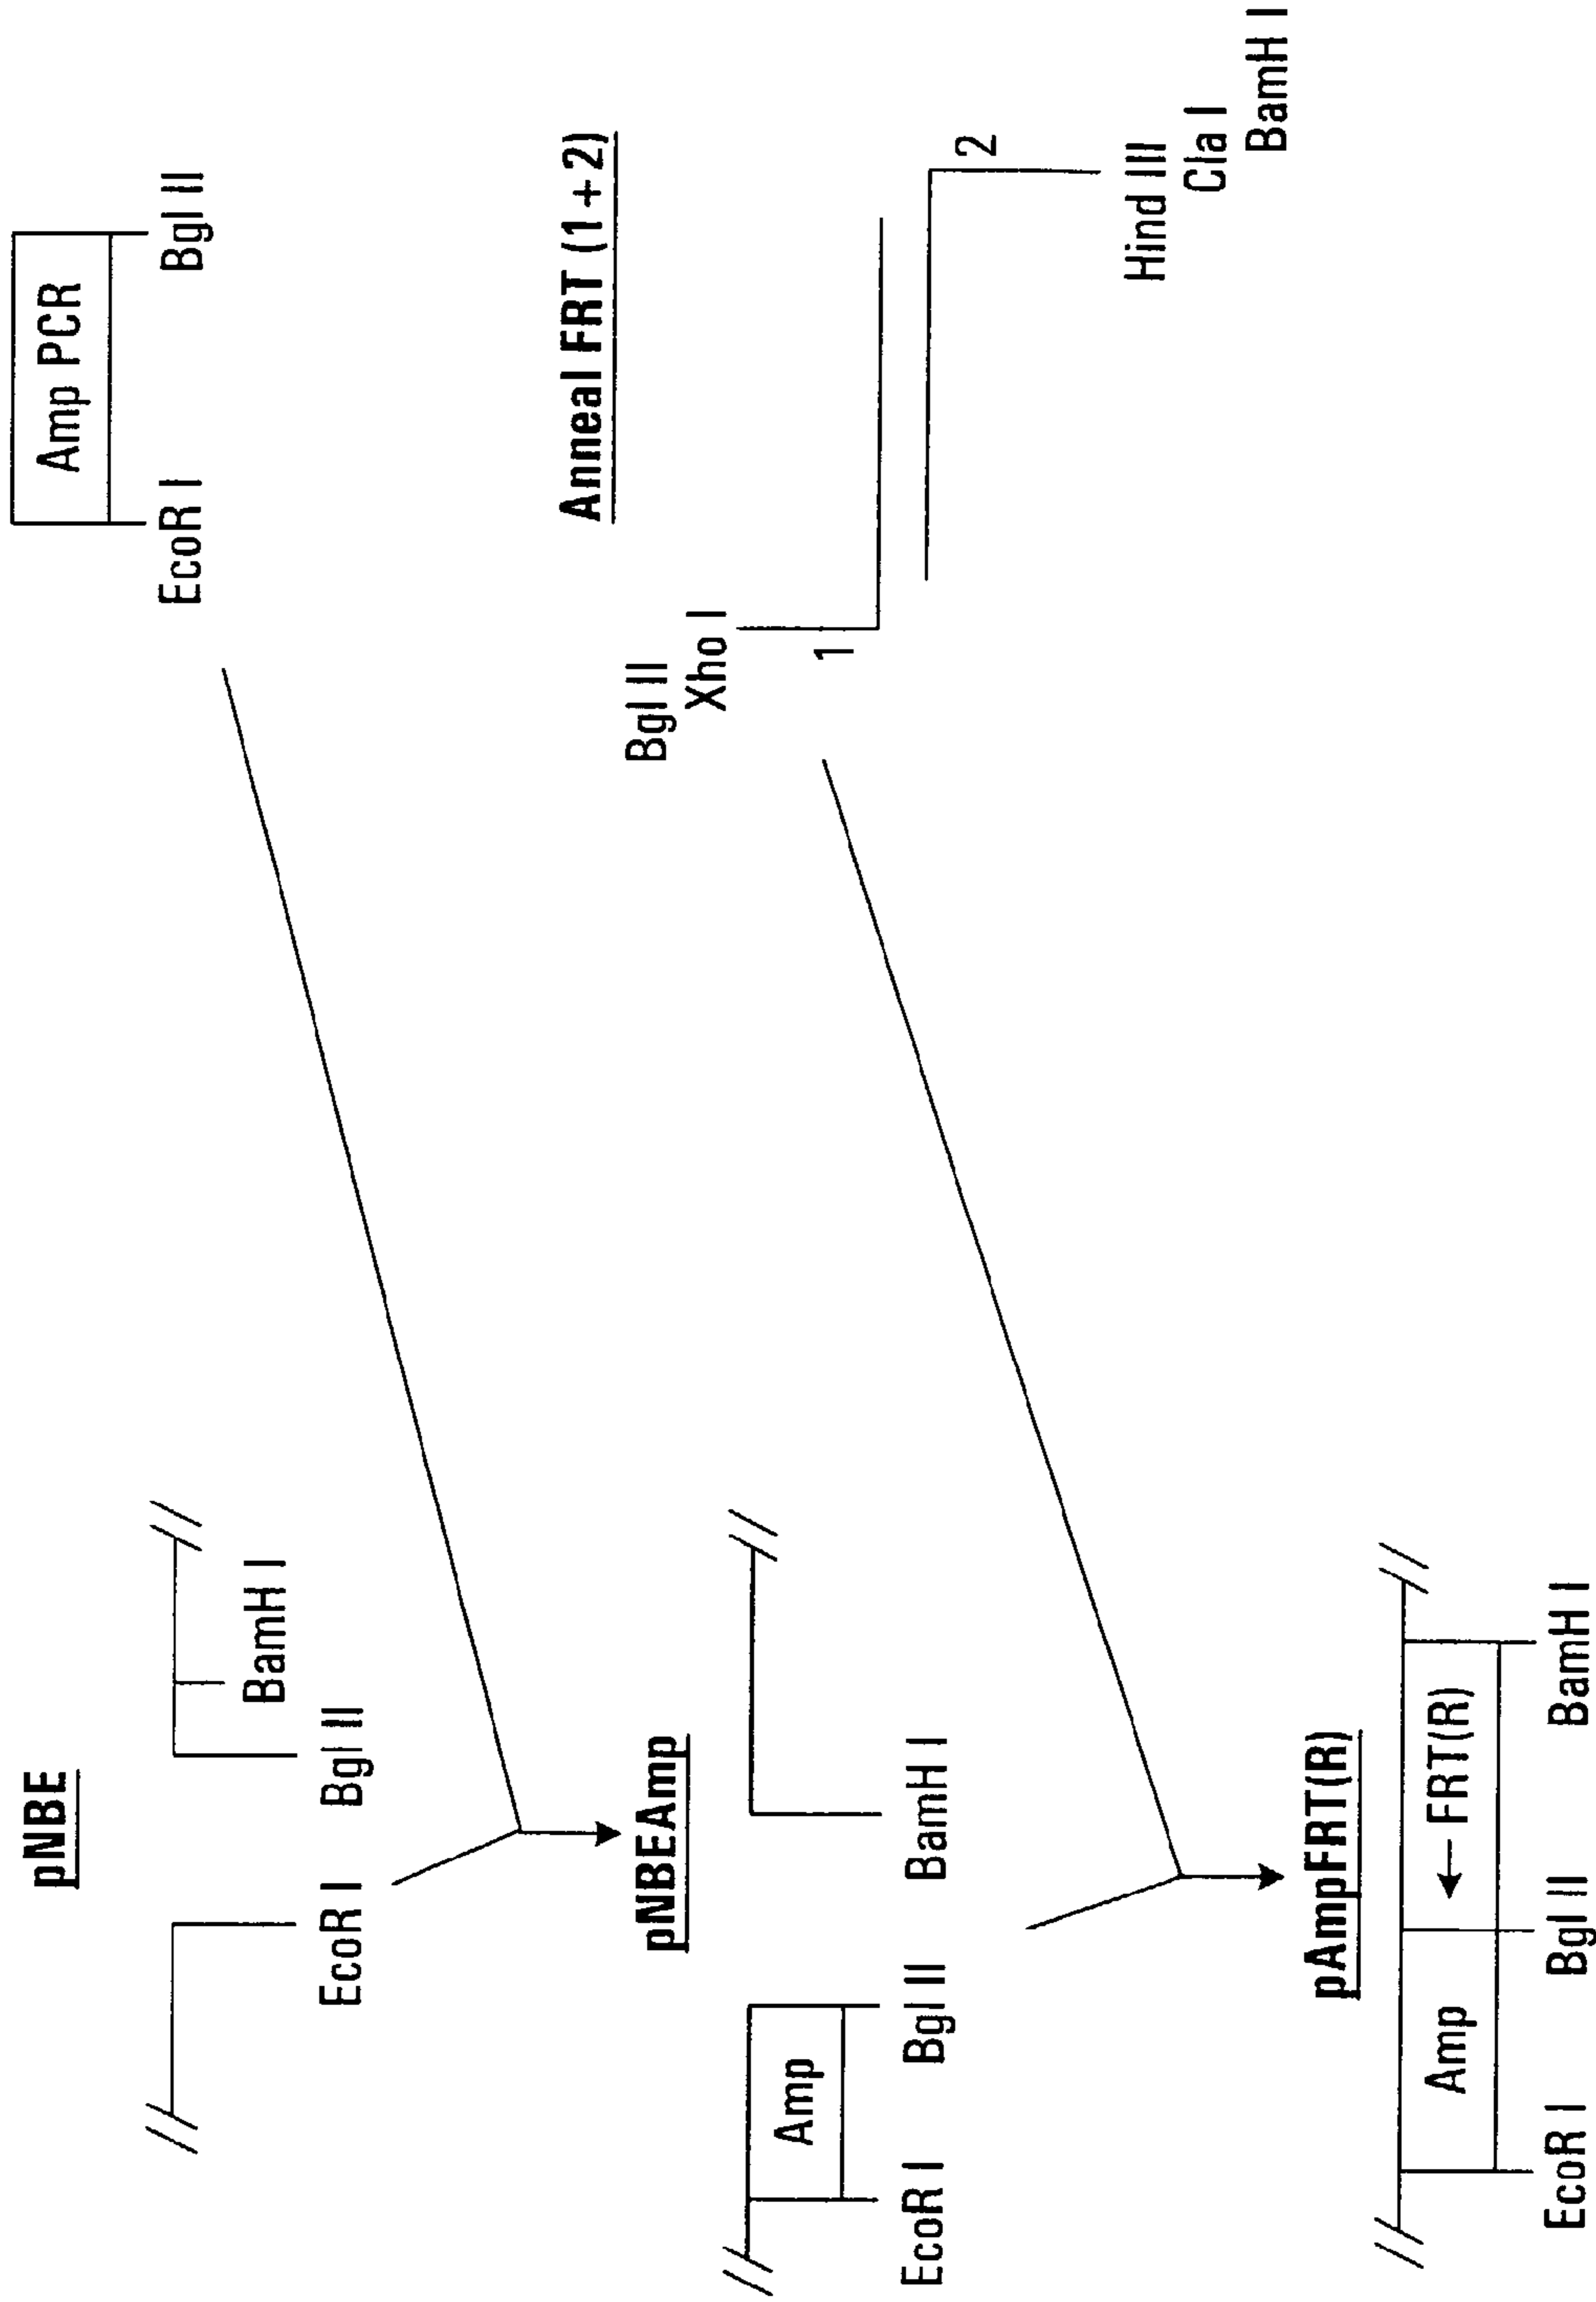 pNBE
EcoR I
Bgl II
BamH I
Amp PCR
EcoR I
Bgl II
pNBEAmp
Amp
EcoR I
Bgl II
BamH I
Anneal FRT (1+2)
Bgl II
Xho I
1
2
Hind III
Cla I
BamH I
pAmpFRT(R)
Amp
FRT(R)
EcoR I
Bgl II
BamH I